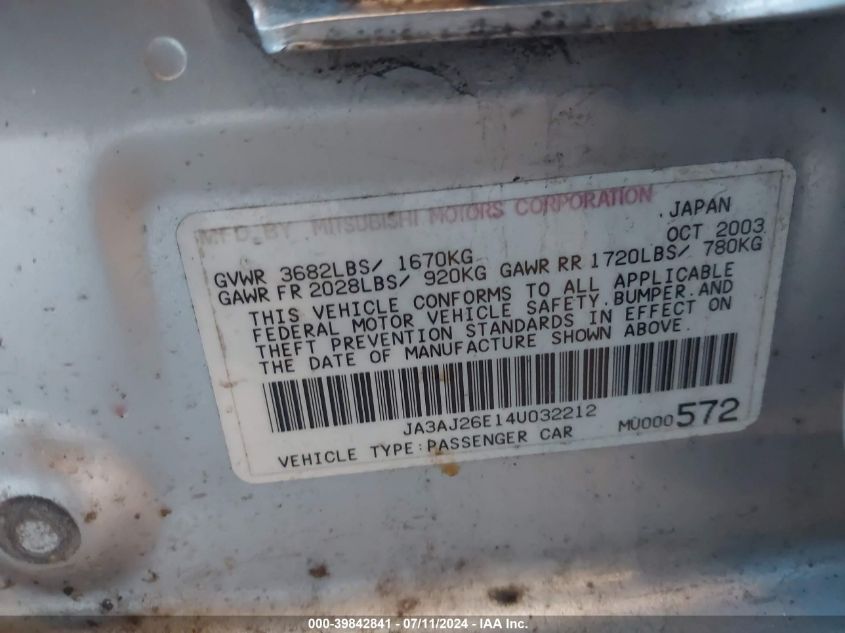 MFD BY MITSUBISHI MOTORS CORPORATION JAPAN
OCT 2003
GVWR 3682LBS/ 1670KG
GAWR FR 2028LBS/ 920KG GAWR RR 1720LBS/ 780KG
THIS VEHICLE CONFORMS TO ALL APPLICABLE
FEDERAL MOTOR VEHICLE SAFETY, BUMPER, AND
THEFT PREVENTION STANDARDS IN EFFECT ON
THE DATE OF MANUFACTURE SHOWN ABOVE.
JA3AJ26E14U032212
VEHICLE TYPE:PASSENGER CAR MU000572
000-39842841 - 07/11/2024 - IAA Inc.